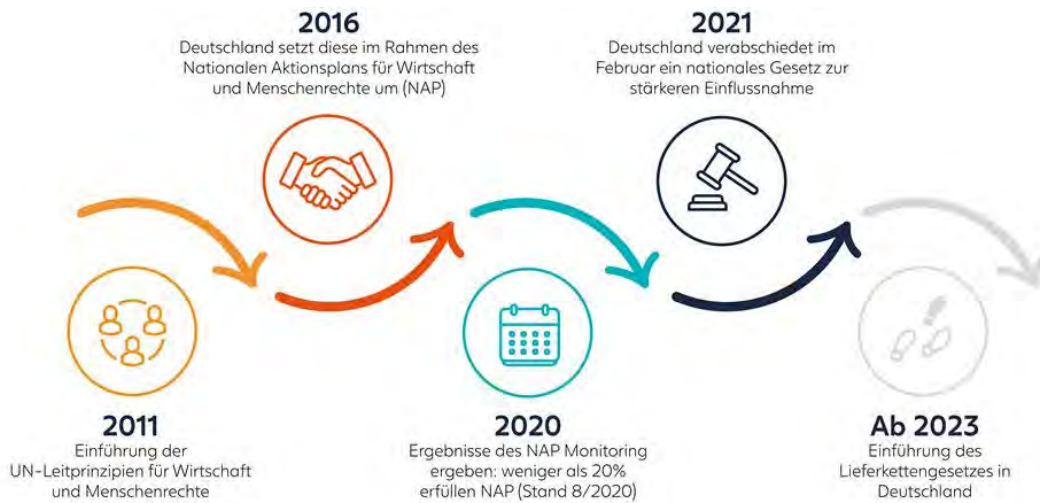 2016
Deutschland setzt diese im Rahmen des
Nationalen Aktionsplans für Wirtschaft
und Menschenrechte um (NAP)
2021
Deutschland verabschiedet im
Februar ein nationales Gesetz zur
stärkeren Einflussnahme
2011
Einführung der
UN-Leitprinzipien für Wirtschaft
und Menschenrechte
2020
Ergebnisse des NAP Monitoring
ergeben: weniger als 20%
erfüllen NAP (Stand 8/2020)
Ab 2023
Einführung des
Lieferkettengesetzes in
Deutschland